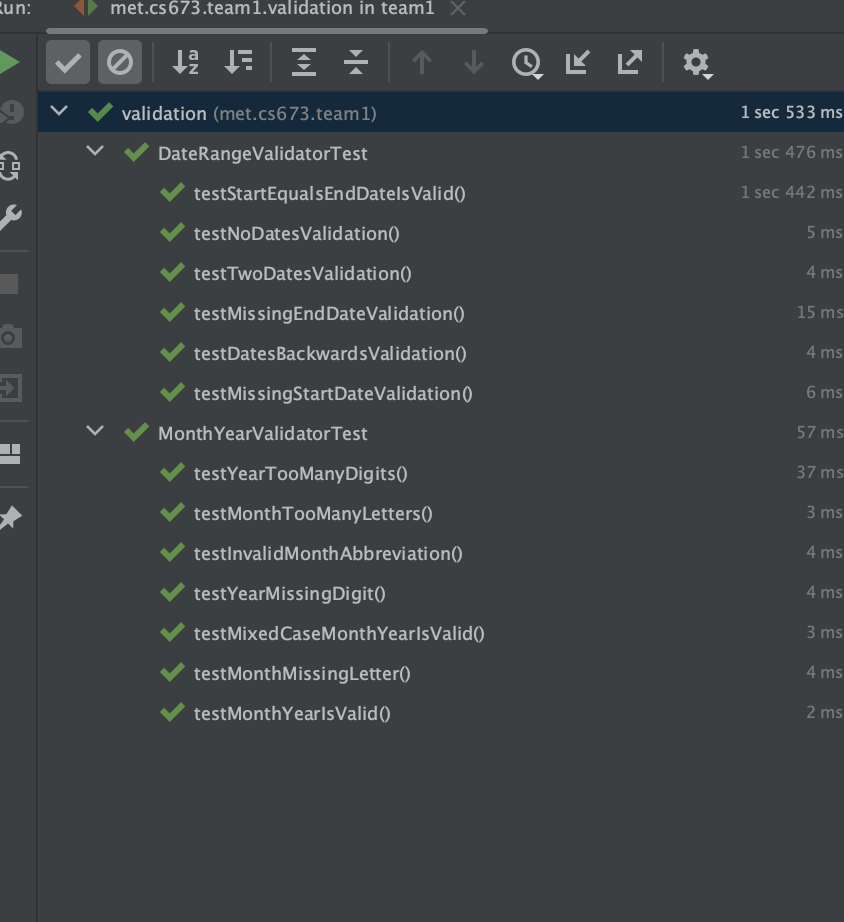 Run: met.cs673.team1.validation in team1
validation (met.cs673.team1) 1 sec 533 ms
DateRangeValidatorTest 1 sec 476 ms
testStartEqualsEndDateIsValid() 1 sec 442 ms
testNoDatesValidation() 5 ms
testTwoDatesValidation() 4 ms
testMissingEndDateValidation() 15 ms
testDatesBackwardsValidation() 4 ms
testMissingStartDateValidation() 6 ms
MonthYearValidatorTest 57 ms
testYearTooManyDigits() 37 ms
testMonthTooManyLetters() 3 ms
testInvalidMonthAbbreviation() 4 ms
testYearMissingDigit() 4 ms
testMixedCaseMonthYearIsValid() 3 ms
testMonthMissingLetter() 4 ms
testMonthYearIsValid() 2 ms